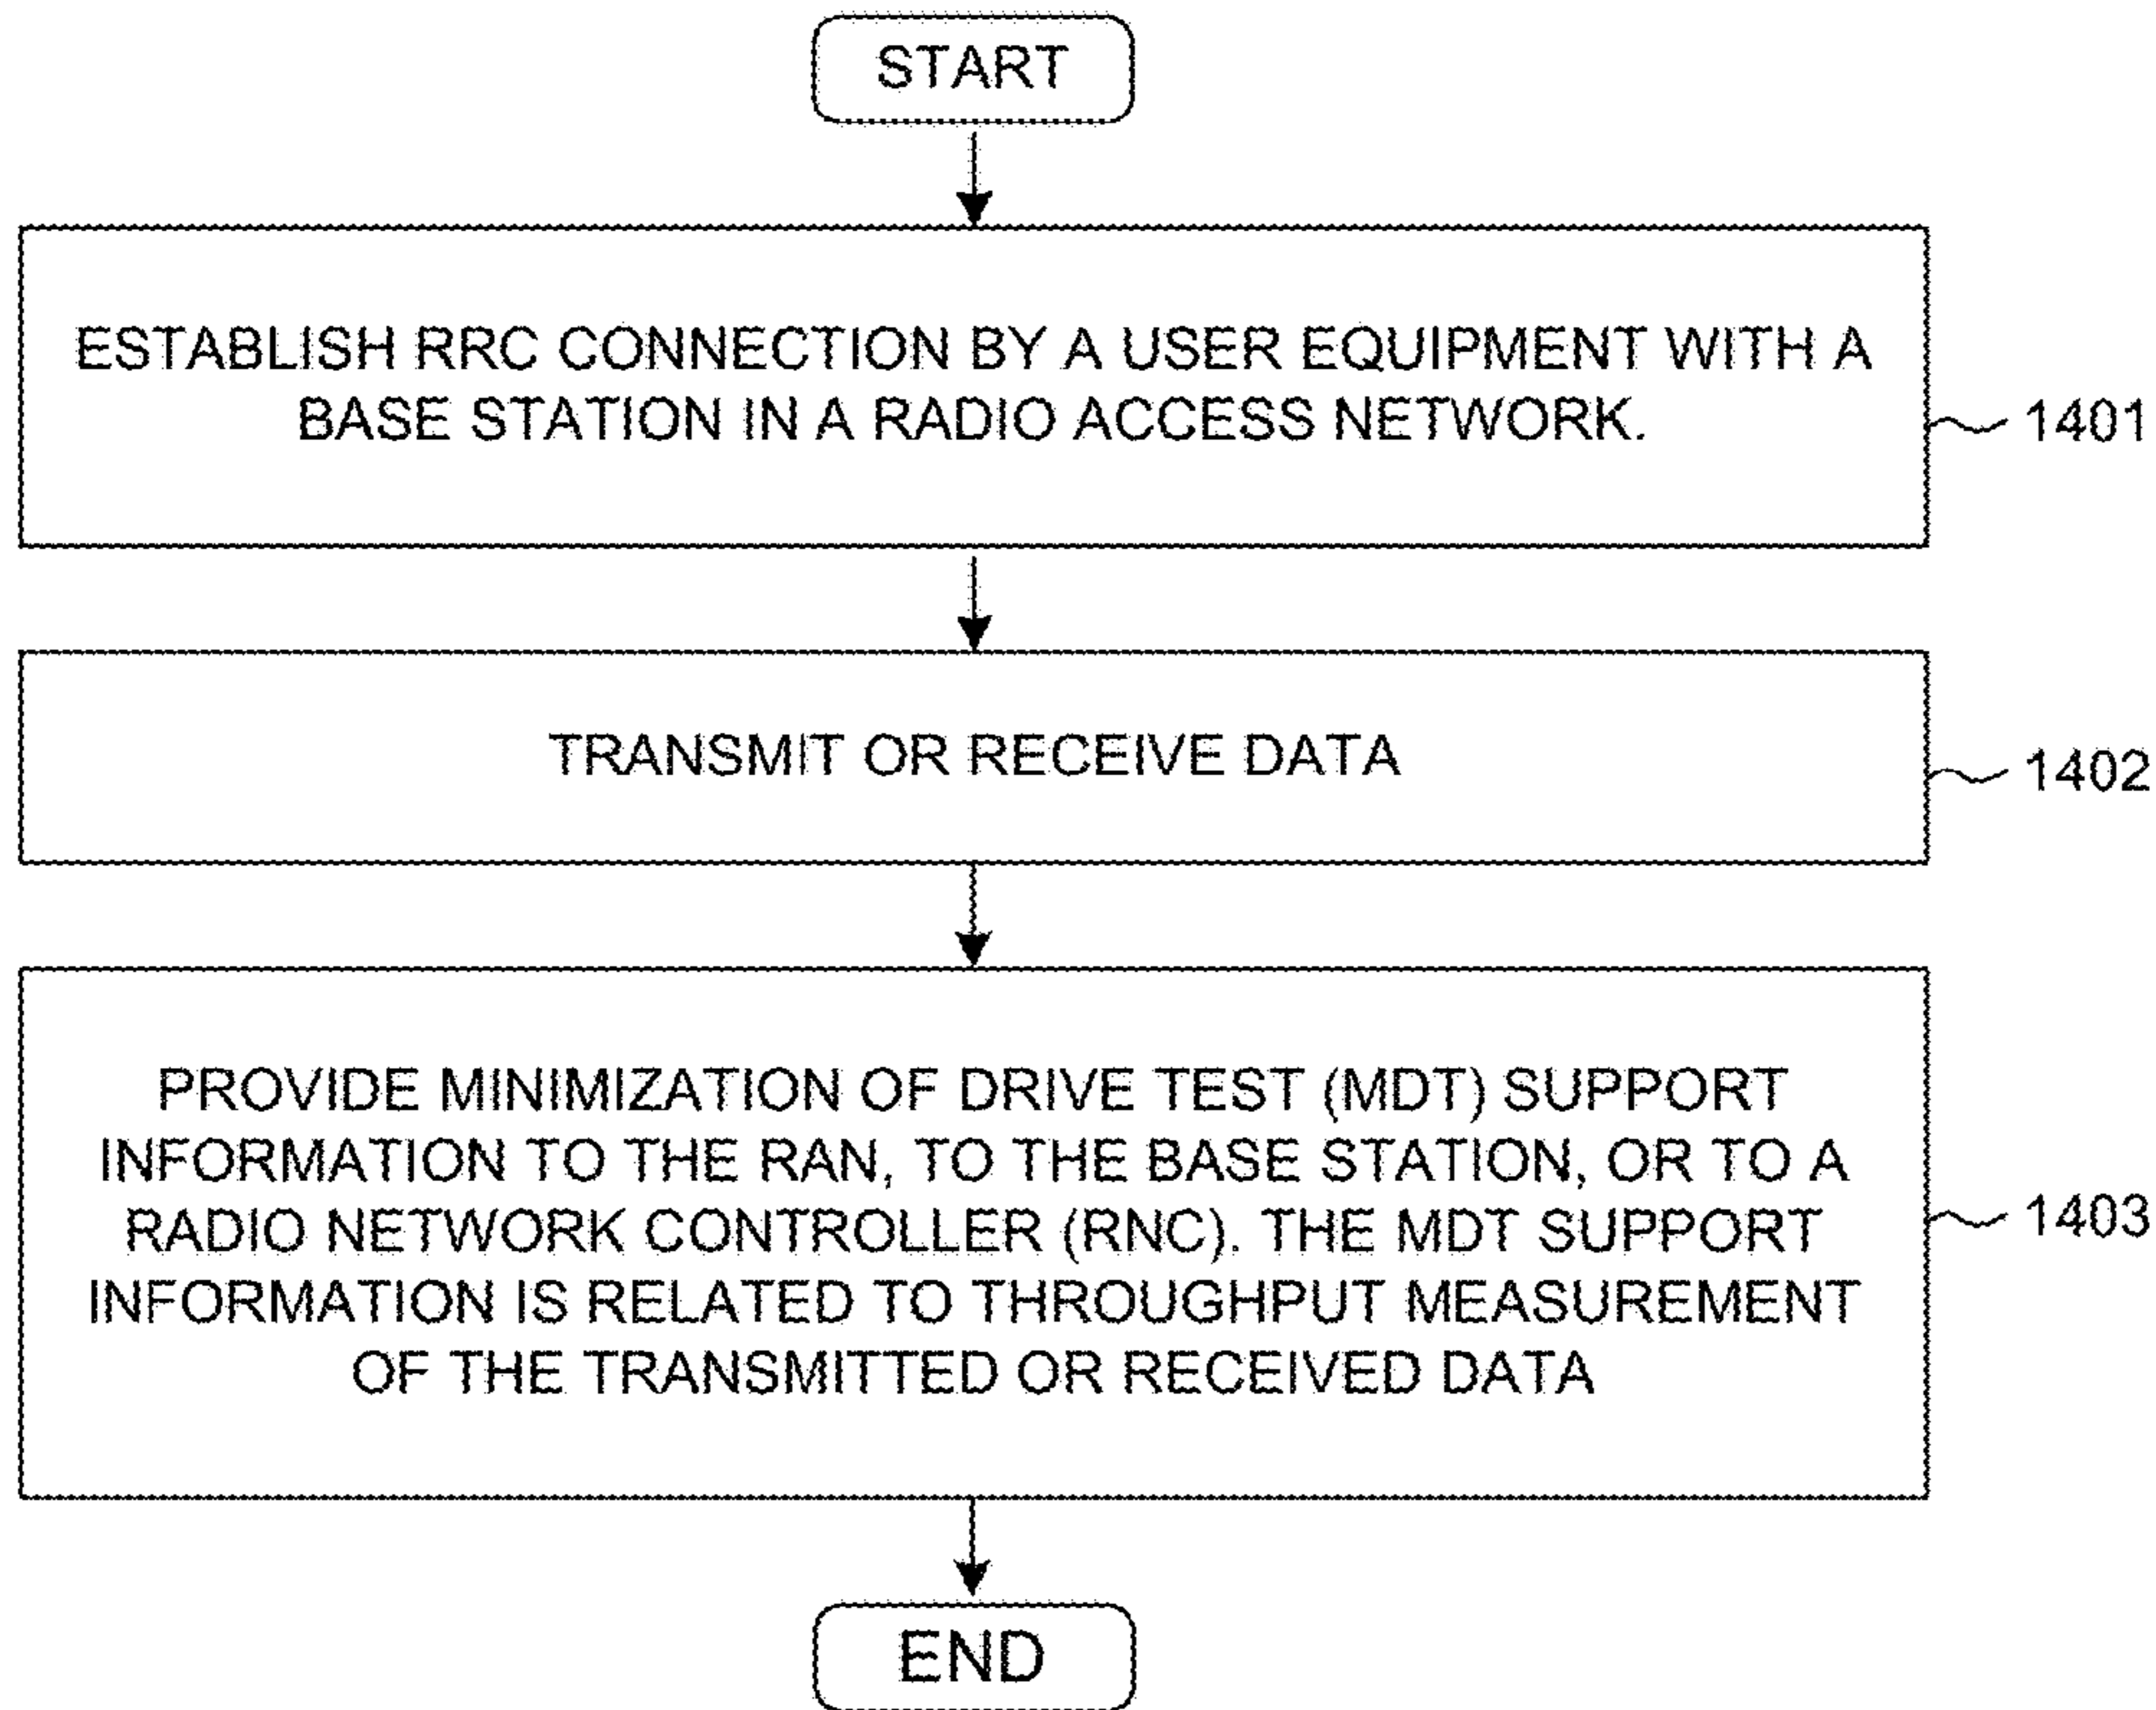 START
ESTABLISH RRC CONNECTION BY A USER EQUIPMENT WITH A
BASE STATION IN A RADIO ACCESS NETWORK.
1401
TRANSMIT OR RECEIVE DATA
1402
PROVIDE MINIMIZATION OF DRIVE TEST (MDT) SUPPORT
INFORMATION TO THE RAN, TO THE BASE STATION, OR TO A
RADIO NETWORK CONTROLLER (RNC). THE MDT SUPPORT
INFORMATION IS RELATED TO THROUGHPUT MEASUREMENT
OF THE TRANSMITTED OR RECEIVED DATA
1403
END